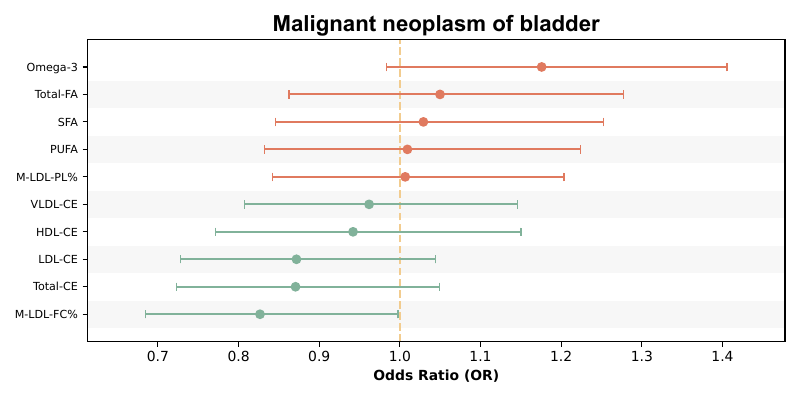 Malignant neoplasm of bladder
Omega-3
Total-FA
SFA
PUFA
M-LDL-PL%
VLDL-CE
HDL-CE
LDL-CE
Total-CE
M-LDL-FC%
0.7 0.8 0.9 1.0 1.1 1.2 1.3 1.4
Odds Ratio (OR)